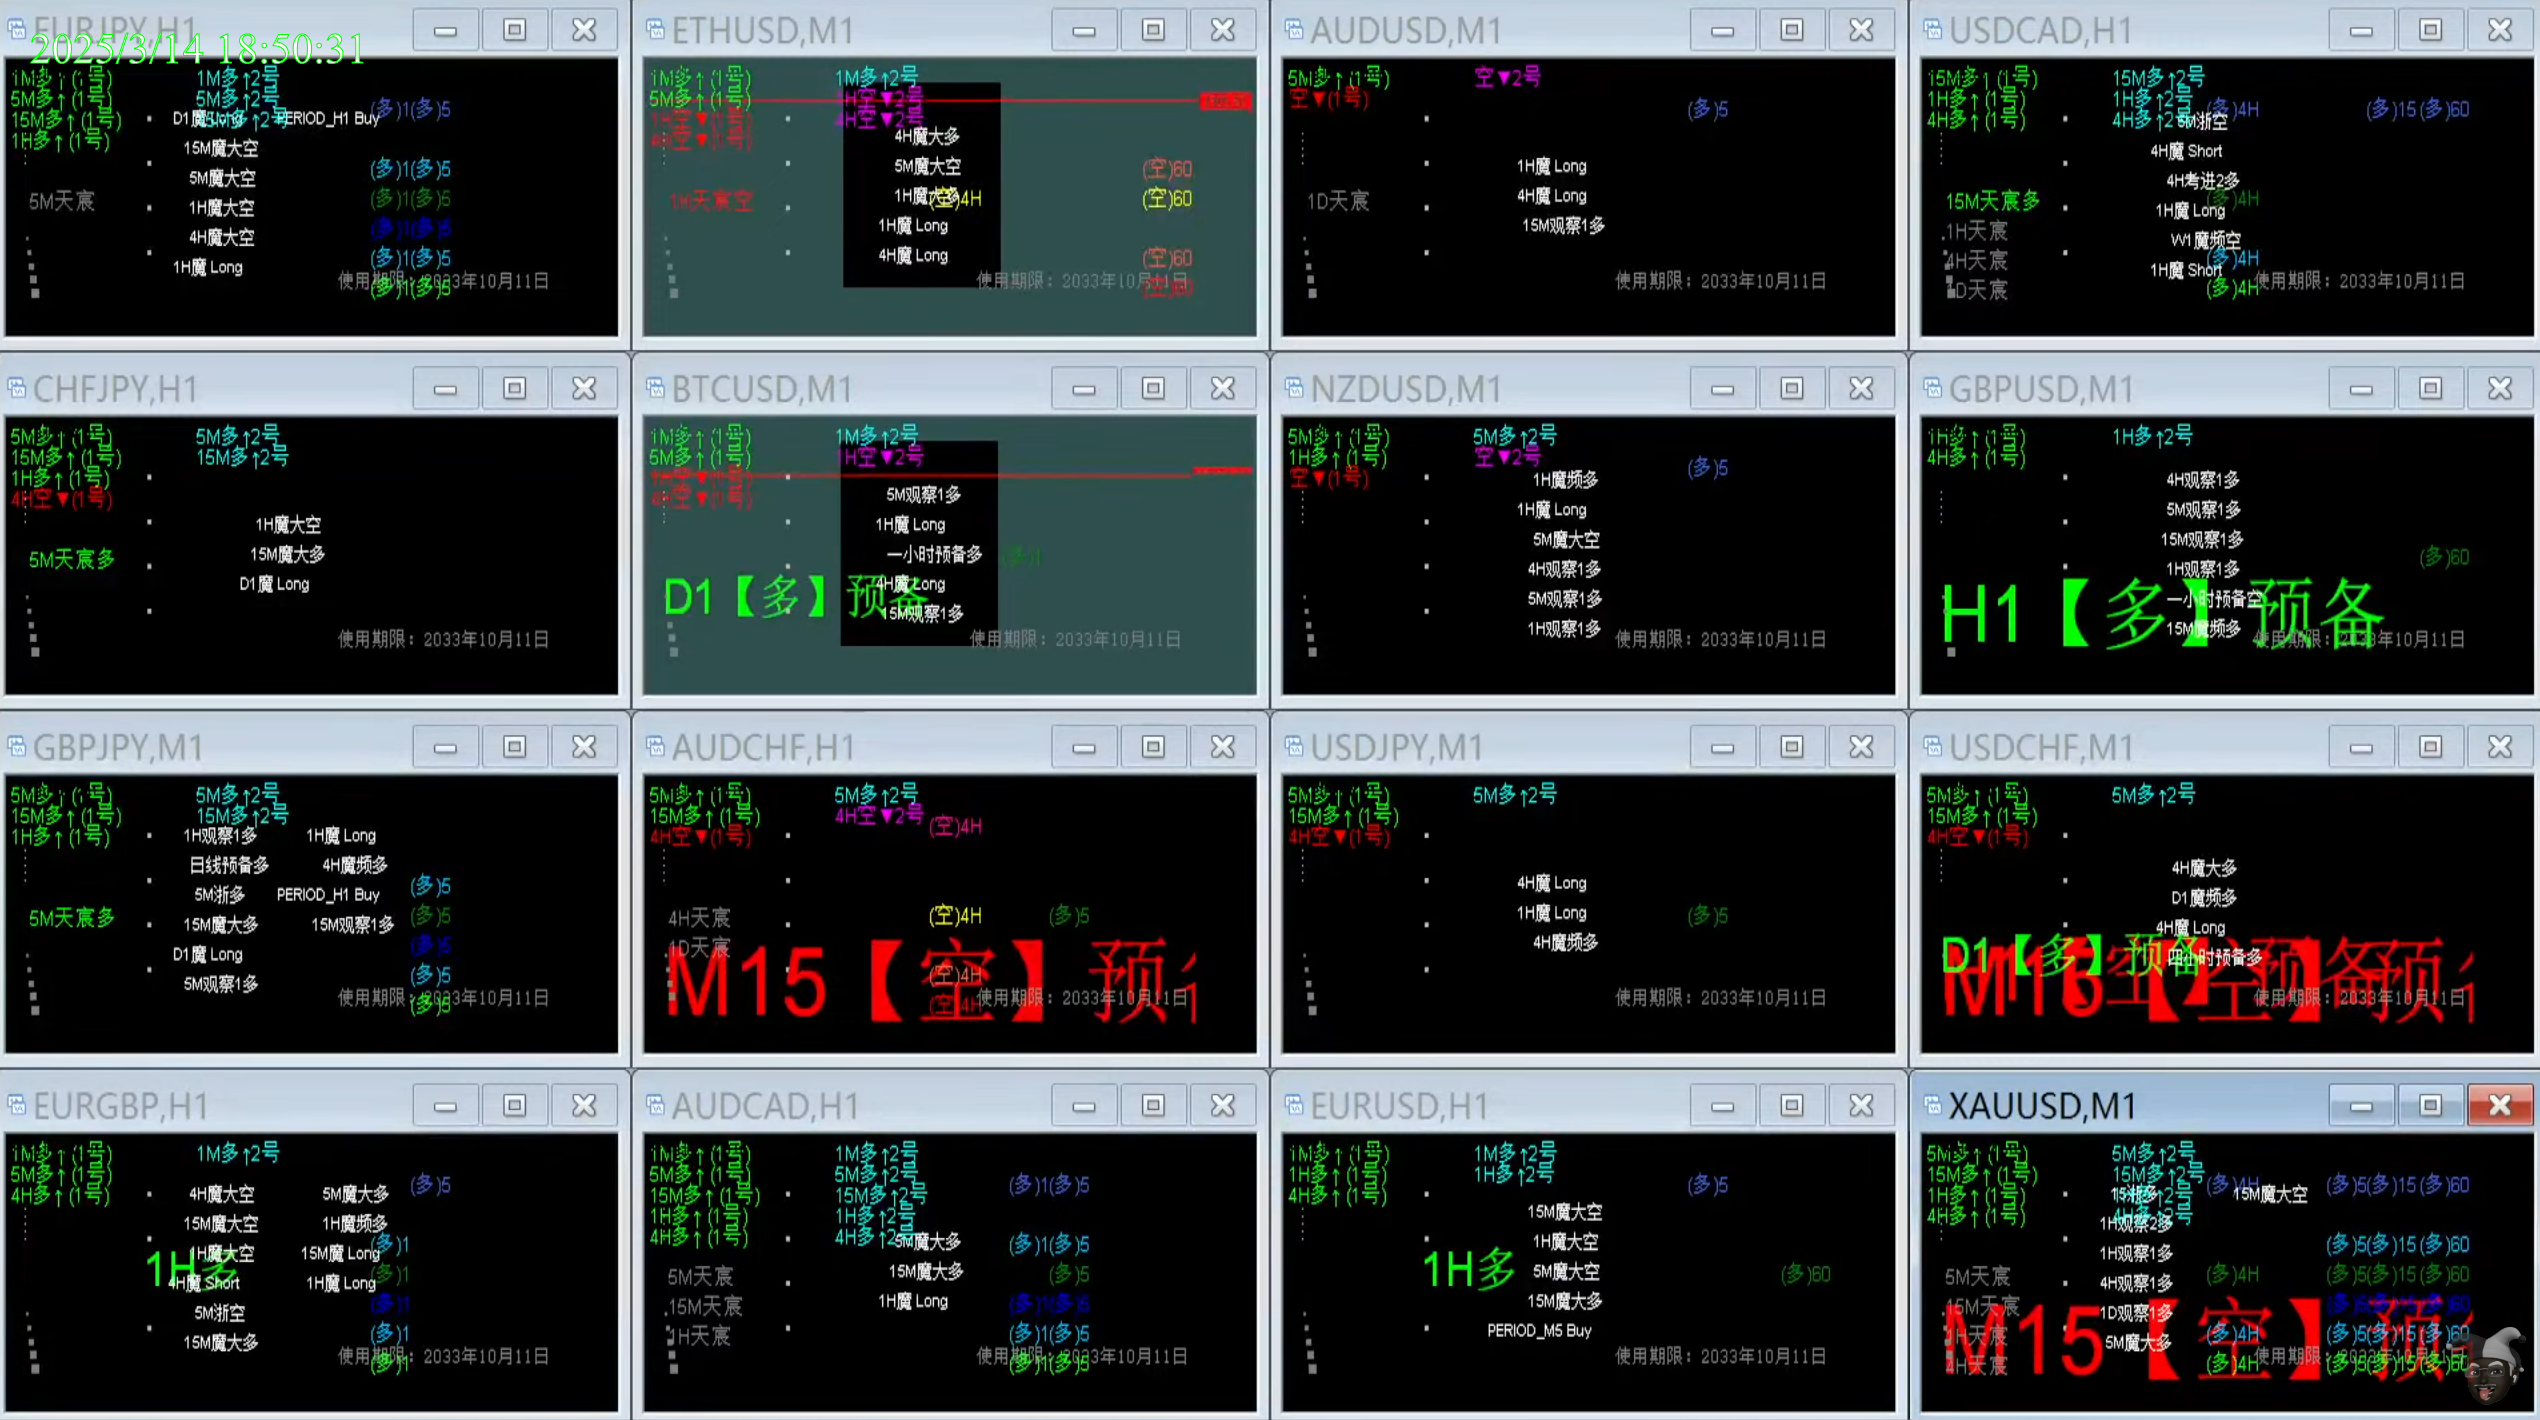 EURJPY,H1
2025/3/14 18:50:31
1M多↑(1号) 1M多↑2号
5M多↑(1号) 5M多↑2号
15M多↑(1号)
1H多↑(1号)
PERIOD_H1 Buy
(多)1(多)5
15M魔大空
5M魔大空
(多)1(多)5
5M天宸
(多)1(多)5
1H魔大空
(多)1(多)5
4H魔大空
(多)1(多)5
1H魔 Long
使用期限：2033年10月11日
(多)1(多)5
ETHUSD,M1
1M多↑(1号) 1M多↑2号
5M多↑(1号) 1H空▼2号
1H空▼(1号) 4H空▼2号
4H空▼(1号)
4H魔大多
5M魔大空
(空)60
1H天宸空
1H魔大多
(空)4H
(空)60
1H魔 Long
4H魔 Long
(空)60
使用期限：2033年10月11日
AUDUSD,M1
5M多↑(1号) 空▼2号
空▼(1号)
(多)5
1H魔 Long
1D天宸
4H魔 Long
15M观察1多
使用期限：2033年10月11日
USDCAD,H1
15M多↑(1号) 15M多↑2号
1H多↑(1号) 1H多↑2号
4H多↑(1号) 4H多↑2号
(多)4H (多)15(多)60
5M浙空
4H魔 Short
4H考进2多
15M天宸多
(多)4H
1H魔 Long
1H天宸
W1魔频空
4H天宸
(多)4H
1H魔 Short
1D天宸
(多)4H
使用期限：2033年10月11日
CHFJPY,H1
5M多↑(1号) 5M多↑2号
15M多↑(1号) 15M多↑2号
1H多↑(1号)
4H空▼(1号)
1H魔大空
5M天宸多
15M魔大多
D1魔 Long
使用期限：2033年10月11日
BTCUSD,M1
1M多↑(1号) 1M多↑2号
5M多↑(1号) 1H空▼2号
1H空▼(1号)
4H空▼(1号)
5M观察1多
1H魔 Long
一小时预备多
(多)1
4H魔 Long
D1【多】预备
15M观察1多
使用期限：2033年10月11日
NZDUSD,M1
5M多↑(1号) 5M多↑2号
1H多↑(1号) 空▼2号
空▼(1号)
(多)5
1H魔频多
1H魔 Long
5M魔大空
4H观察1多
5M观察1多
1H观察1多
使用期限：2033年10月11日
GBPUSD,M1
1H多↑(1号) 1H多↑2号
4H多↑(1号)
4H观察1多
5M观察1多
15M观察1多
(多)60
1H观察1多
一小时预备空
H1【多】预备
15M魔频多
使用期限：2033年10月11日
GBPJPY,M1
5M多↑(1号) 5M多↑2号
15M多↑(1号) 15M多↑2号
1H多↑(1号)
1H观察1多 1H魔 Long
日线预备多 4H魔频多
5M浙多 PERIOD_H1 Buy
(多)5
5M天宸多
15M魔大多 15M观察1多
(多)5
D1魔 Long
(多)5
5M观察1多
(多)5
使用期限：2033年10月11日
(多)5
AUDCHF,H1
5M多↑(1号) 5M多↑2号
15M多↑(1号) 4H空▼2号
4H空▼(1号)
(空)4H
4H天宸
(空)4H (多)5
1D天宸
M15【空】预
(空)4H
(空)4H
使用期限：2033年10月11日
USDJPY,M1
5M多↑(1号) 5M多↑2号
15M多↑(1号)
4H空▼(1号)
4H魔 Long
1H魔 Long
(多)5
4H魔频多
使用期限：2033年10月11日
USDCHF,M1
5M多↑(1号) 5M多↑2号
15M多↑(1号)
4H空▼(1号)
4H魔大多
D1魔频多
4H魔 Long
D1【多】预备
四小时预备多
使用期限：2033年10月11日
EURGBP,H1
1M多↑(1号) 1M多↑2号
5M多↑(1号)
4H多↑(1号)
4H魔大空 5M魔大多
(多)5
15M魔大空 1H魔频多
(多)1
1H魔大空 15M魔 Long
1H多
(多)1
4H魔 Short 1H魔 Long
(多)1
5M浙空
(多)1
15M魔大多
使用期限：2033年10月11日
(多)1
AUDCAD,H1
1M多↑(1号) 1M多↑2号
5M多↑(1号) 5M多↑2号
15M多↑(1号) 15M多↑2号
1H多↑(1号) 1H多↑2号
4H多↑(1号) 4H多↑2号
(多)1(多)5
5M魔大多
(多)1(多)5
15M魔大多
5M天宸
(多)5
1H魔 Long
15M天宸
(多)1(多)5
1H天宸
(多)1(多)5
使用期限：2033年10月11日
(多)1(多)5
EURUSD,H1
1M多↑(1号) 1M多↑2号
1H多↑(1号) 1H多↑2号
4H多↑(1号)
(多)5
15M魔大空
1H魔大空
1H多
5M魔大空
(多)60
15M魔大多
PERIOD_M5 Buy
使用期限：2033年10月11日
XAUUSD,M1
5M多↑(1号) 5M多↑2号
15M多↑(1号) 15M多↑2号
1H多↑(1号)
4H多↑(1号)
(多)4H (多)5(多)15(多)60
15M魔大空
1H观察2多
1H观察1多
(多)5(多)15(多)60
5M天宸
4H观察1多
(多)4H (多)5(多)15(多)60
15M天宸
1D观察1多
M15【空】预
1H天宸
5M魔大多
(多)4H (多)5(多)15(多)60
4H天宸
(多)4H
使用期限：2033年10月11日